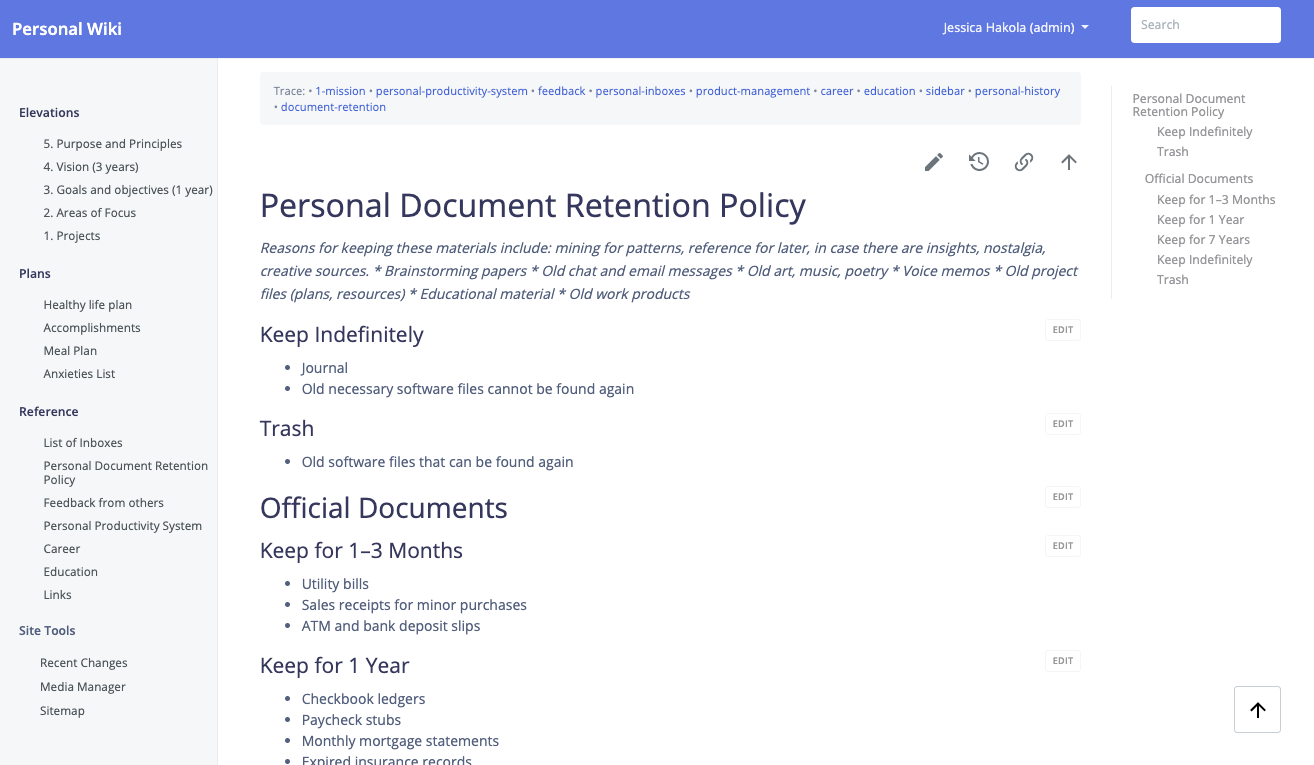 Personal Wiki
Jessica Hakola (admin)
Search
Elevations
5. Purpose and Principles
4. Vision (3 years)
3. Goals and objectives (1 year)
2. Areas of Focus
1. Projects
Plans
Healthy life plan
Accomplishments
Meal Plan
Anxieties List
Reference
List of Inboxes
Personal Document Retention
Policy
Feedback from others
Personal Productivity System
Career
Education
Links
Site Tools
Recent Changes
Media Manager
Sitemap
Trace: • 1-mission • personal-productivity-system • feedback • personal-inboxes • product-management • career • education • sidebar • personal-history
• document-retention
Personal Document Retention Policy
Reasons for keeping these materials include: mining for patterns, reference for later, in case there are insights, nostalgia,
creative sources. * Brainstorming papers * Old chat and email messages * Old art, music, poetry * Voice memos * Old project
files (plans, resources) * Educational material * Old work products
Keep Indefinitely
EDIT
• Journal
• Old necessary software files cannot be found again
Trash
EDIT
• Old software files that can be found again
Official Documents
EDIT
Keep for 1–3 Months
EDIT
• Utility bills
• Sales receipts for minor purchases
• ATM and bank deposit slips
Keep for 1 Year
EDIT
• Checkbook ledgers
• Paycheck stubs
• Monthly mortgage statements
• Expired insurance records
Personal Document
Retention Policy
Keep Indefinitely
Trash
Official Documents
Keep for 1–3 Months
Keep for 1 Year
Keep for 7 Years
Keep Indefinitely
Trash